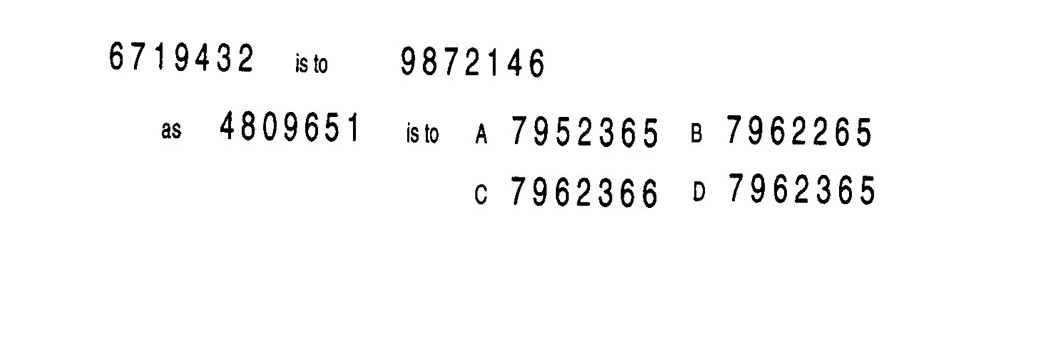 6719432 is to 9872146
as 4809651 is to A 7952365 B 7962265
C 7962366 D 7962365